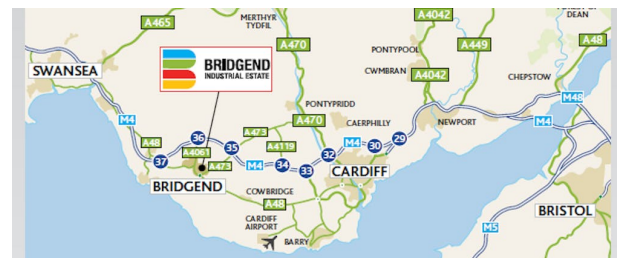 FOREST OF
DEAN
MERTHYR
TYDFIL
A465
A4042
A470
A449
A48
PONTYPOOL
SWANSEA
BRIDGEND
INDUSTRIAL ESTATE
CWMBRAN
A4042
CHEPSTOW
M48
PONTYPRIDD
A470
CAERPHILLY
NEWPORT
M4
M4
36
A473
29
A48
35
A4119
M4
30
A4061
37
A473
M4
34
33
32
CARDIFF
BRIDGEND
COWBRIDGE
A48
BRISTOL
CARDIFF
AIRPORT
M5
BARRY